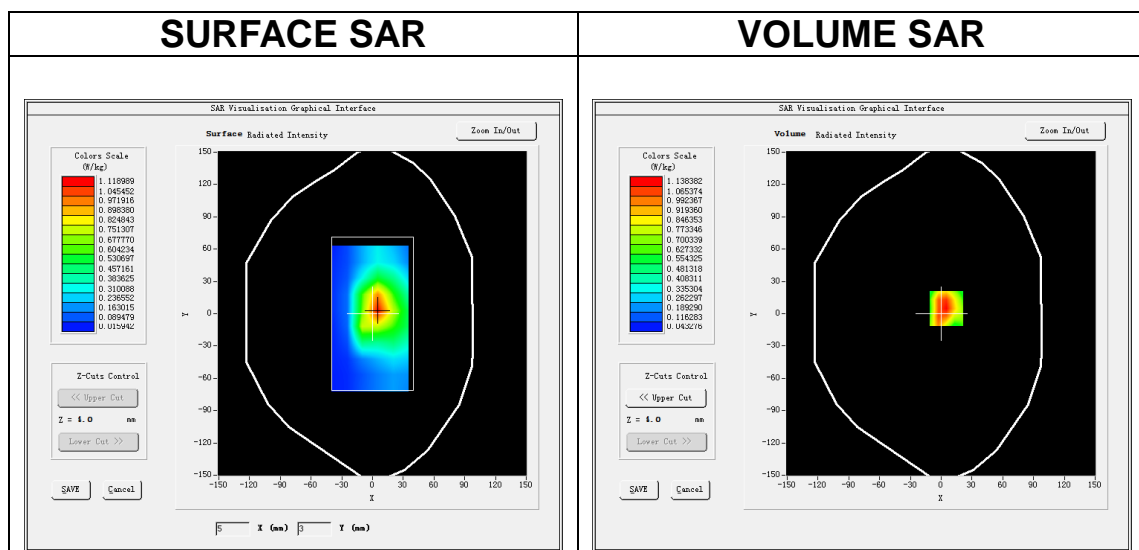 SURFACE SAR
VOLUME SAR
SAR Visualisation Graphical Interface
Surface Radiated Intensity
Zoom In/Out
Colors Scale
(W/kg)
1.118989
1.045452
0.971916
0.898380
0.824843
0.751307
0.677770
0.604234
0.530697
0.457161
0.383625
0.310088
0.236552
0.163015
0.089479
0.015942
150
120
90
60
30
0
-30
-60
-90
-120
-150
Y
-150 -120 -90 -60 -30 0 30 60 90 120 150
X
Z-Cuts Control
<< Upper Cut
Z = 4.0 mm
Lower Cut >>
SAVE Cancel
5 X (mm) 3 Y (mm)
SAR Visualisation Graphical Interface
Volume Radiated Intensity
Zoom In/Out
Colors Scale
(W/kg)
1.138382
1.065374
0.992367
0.919360
0.846353
0.773346
0.700339
0.627332
0.554325
0.481318
0.408311
0.335304
0.262297
0.189290
0.116283
0.043276
150
120
90
60
30
0
-30
-60
-90
-120
-150
Y
-150 -120 -90 -60 -30 0 30 60 90 120 150
X
Z-Cuts Control
<< Upper Cut
Z = 4.0 mm
Lower Cut >>
SAVE Cancel